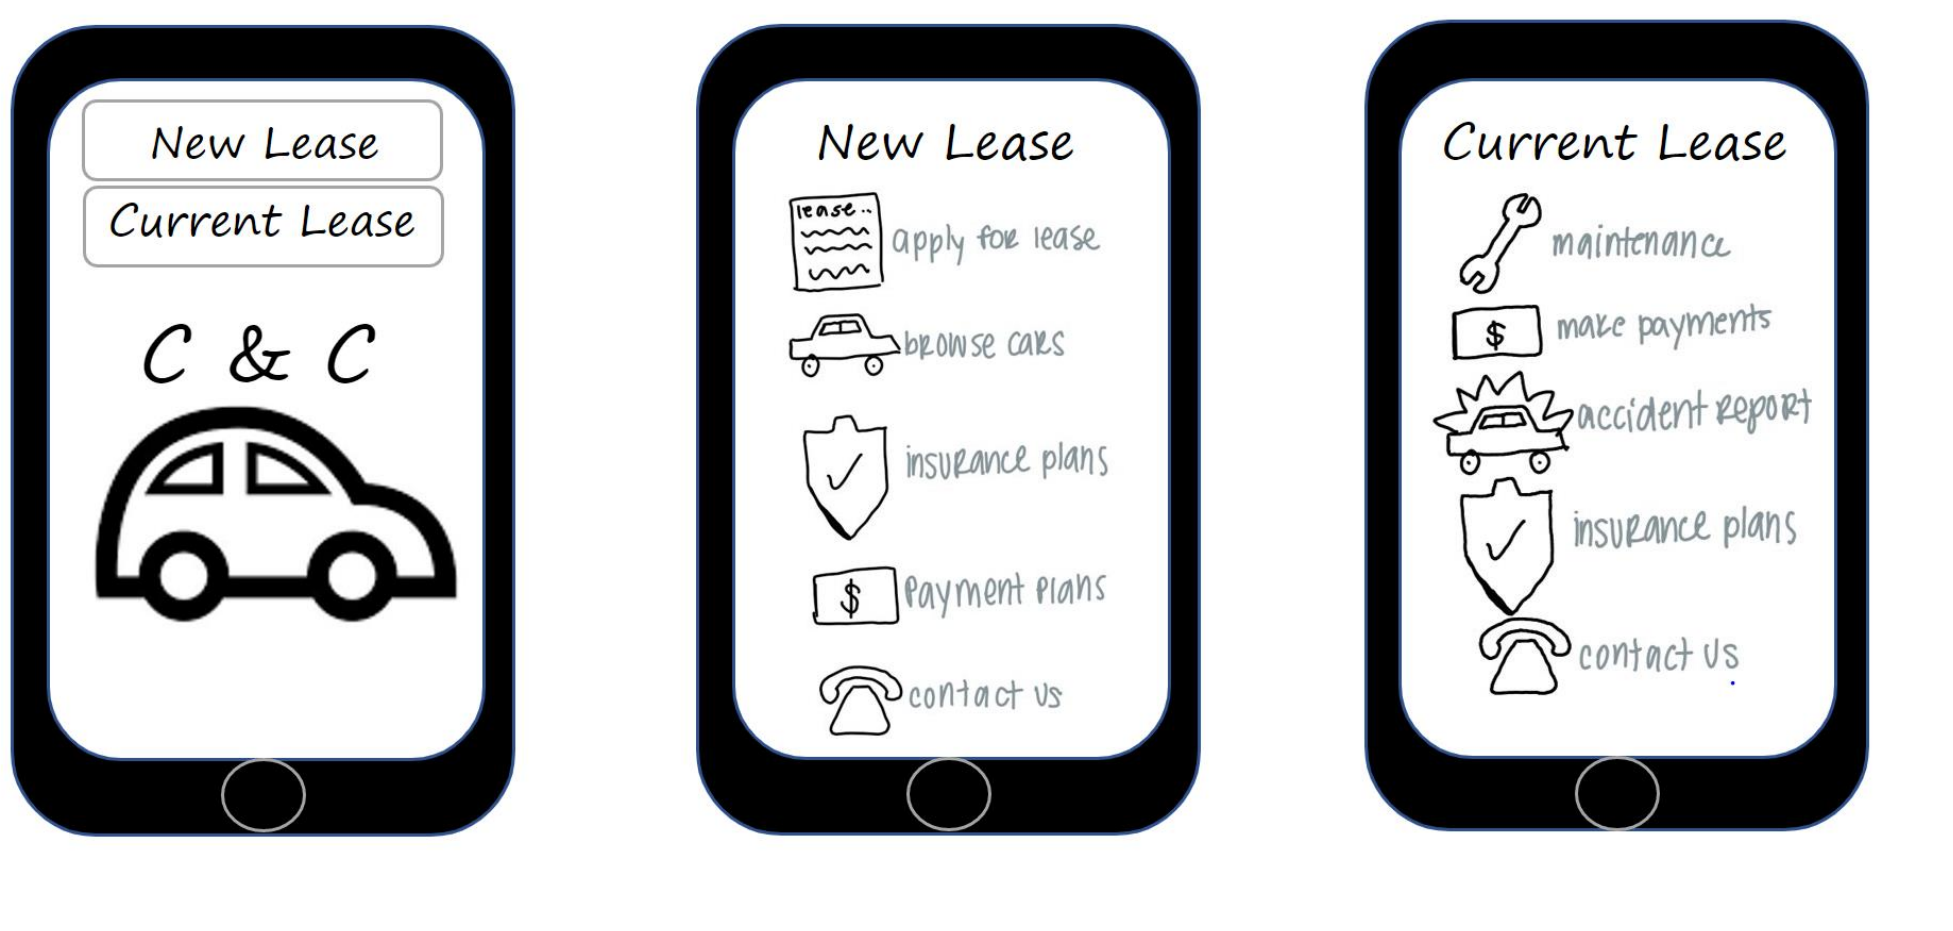 New Lease
Current Lease
C & C
New Lease
lease..
apply for lease
browse cars
insurance plans
$
Payment Plans
contact us
Current Lease
maintenance
$
make payments
accident report
insurance plans
contact us